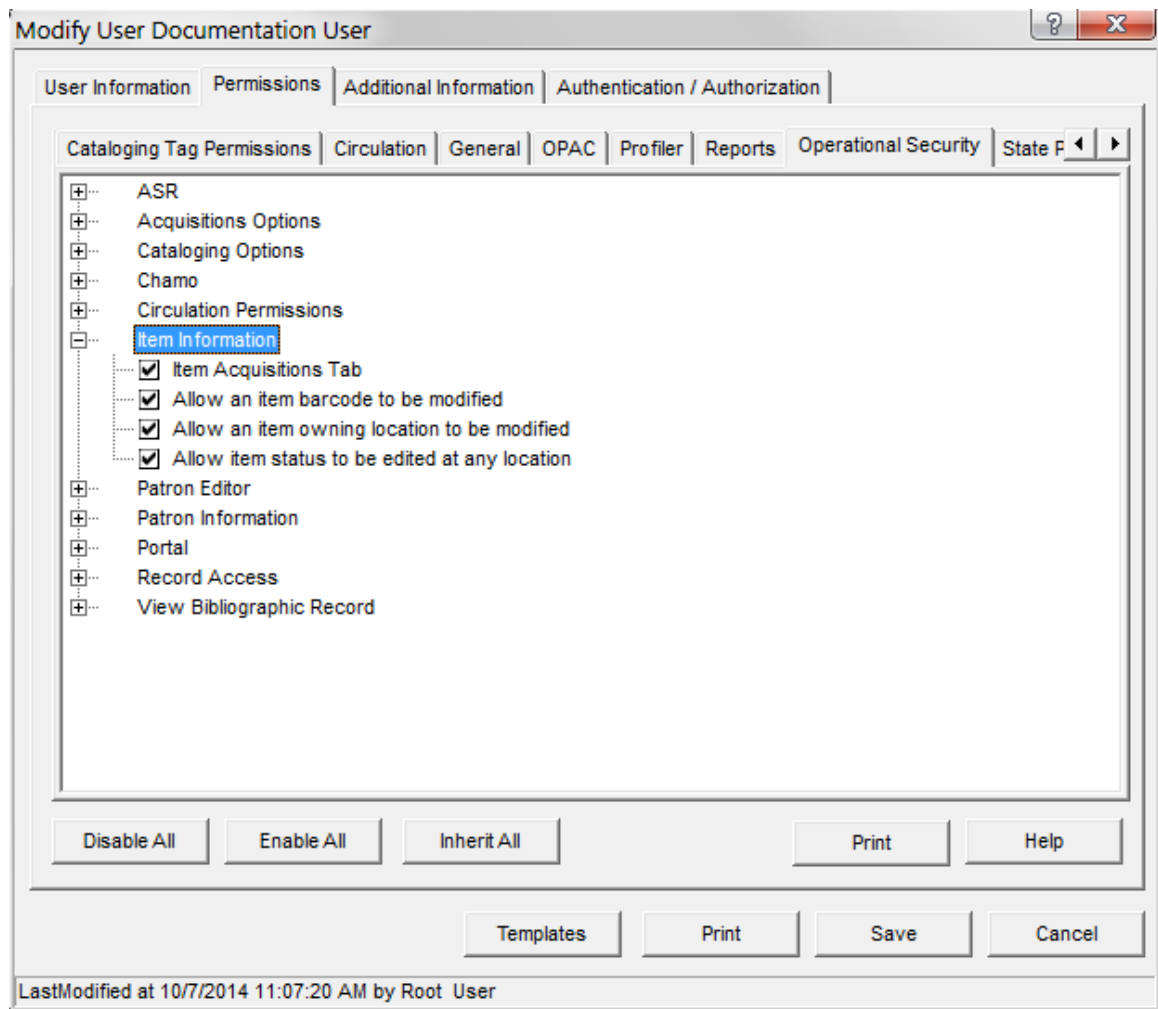 Modify User Documentation User
User Information Permissions Additional Information Authentication / Authorization
Cataloging Tag Permissions Circulation General OPAC Profiler Reports Operational Security State
ASR
Acquisitions Options
Cataloging Options
Chamo
Circulation Permissions
Item Information
Item Acquisitions Tab
Allow an item barcode to be modified
Allow an item owning location to be modified
Allow item status to be edited at any location
Patron Editor
Patron Information
Portal
Record Access
View Bibliographic Record
Disable All Enable All Inherit All Print Help
Templates Print Save Cancel
LastModified at 10/7/2014 11:07:20 AM by Root User